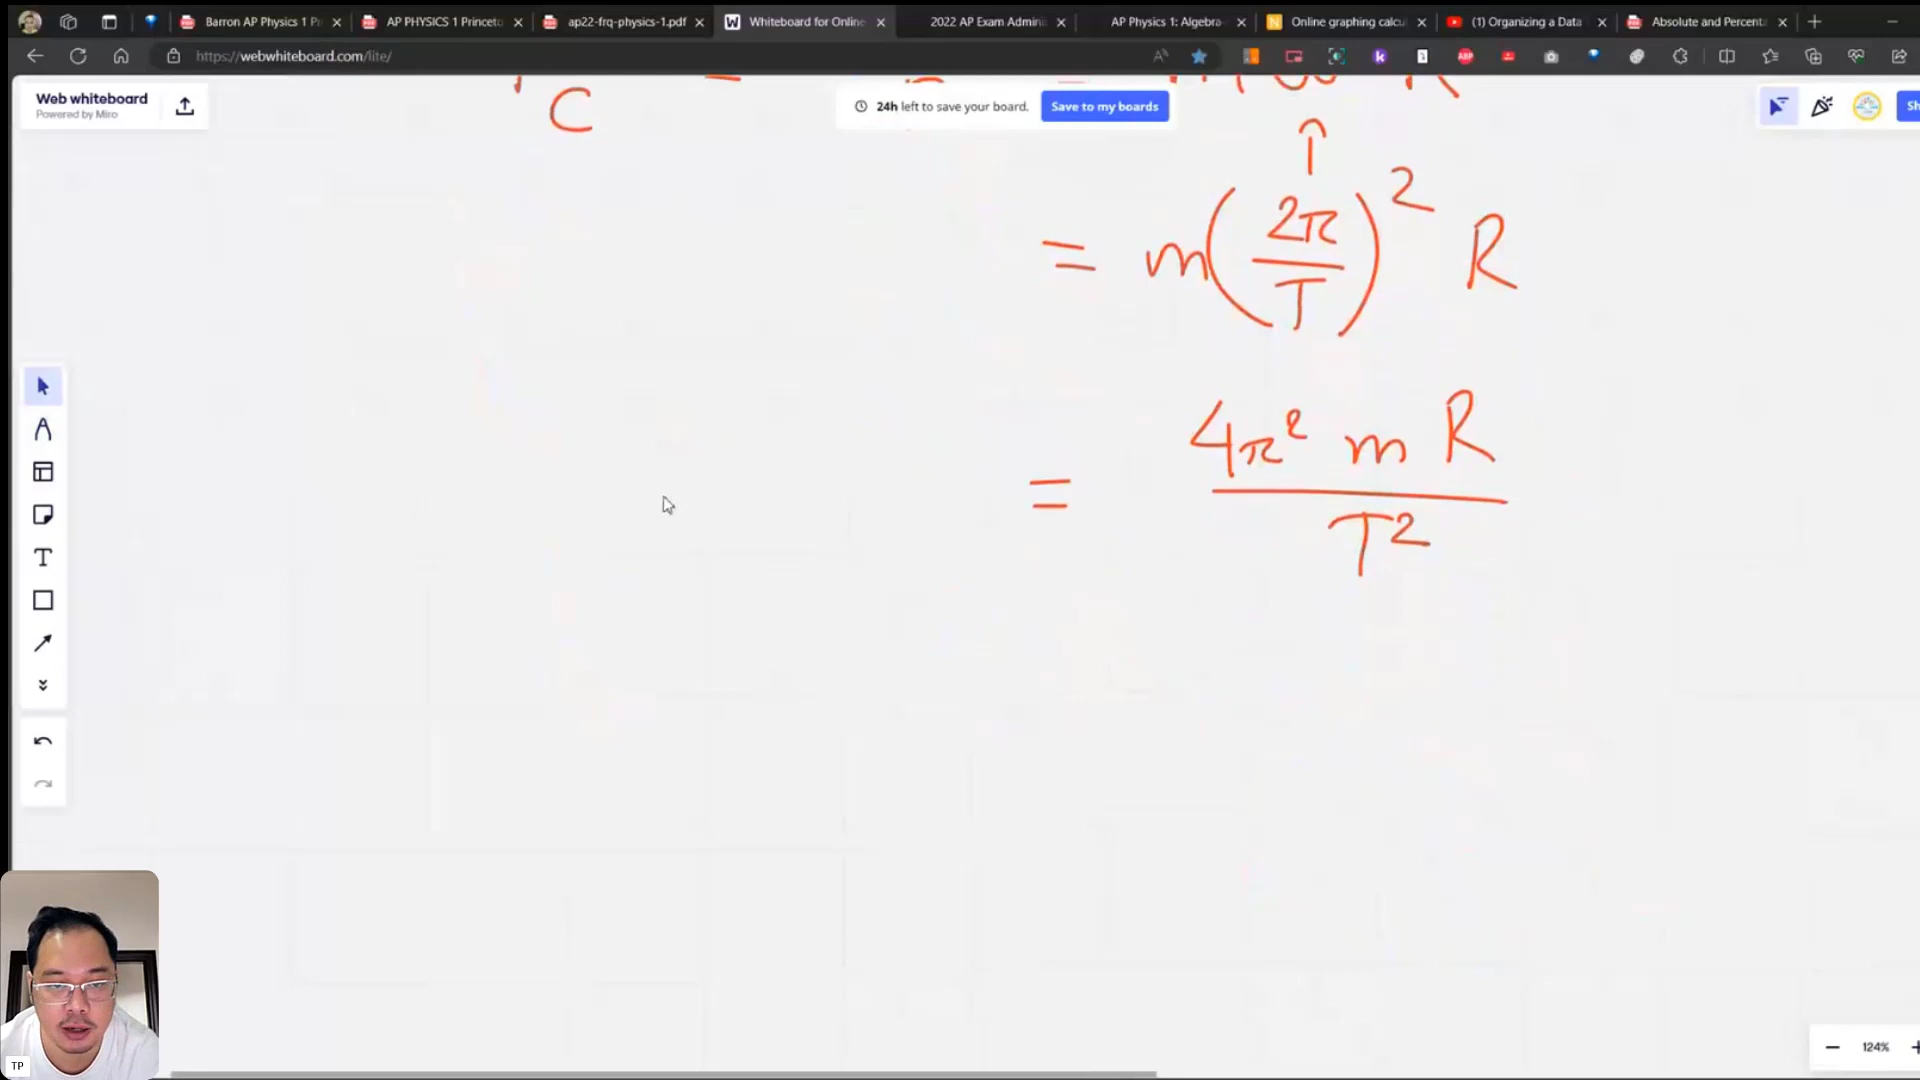 Barron AP Physics 1 Pr
AP PHYSICS 1 Princeto
ap22-frq-physics-1.pdf
Whiteboard for Online
2022 AP Exam Admini
AP Physics 1: Algebra-
Online graphing calcu
(1) Organizing a Data
Absolute and Percent
https://webwhiteboard.com/lite/
Web whiteboard
Powered by Miro
24h left to save your board.
Save to my boards
Sh
C
= m(2π/T)² R
= 4π² m R
T²
124%
TP